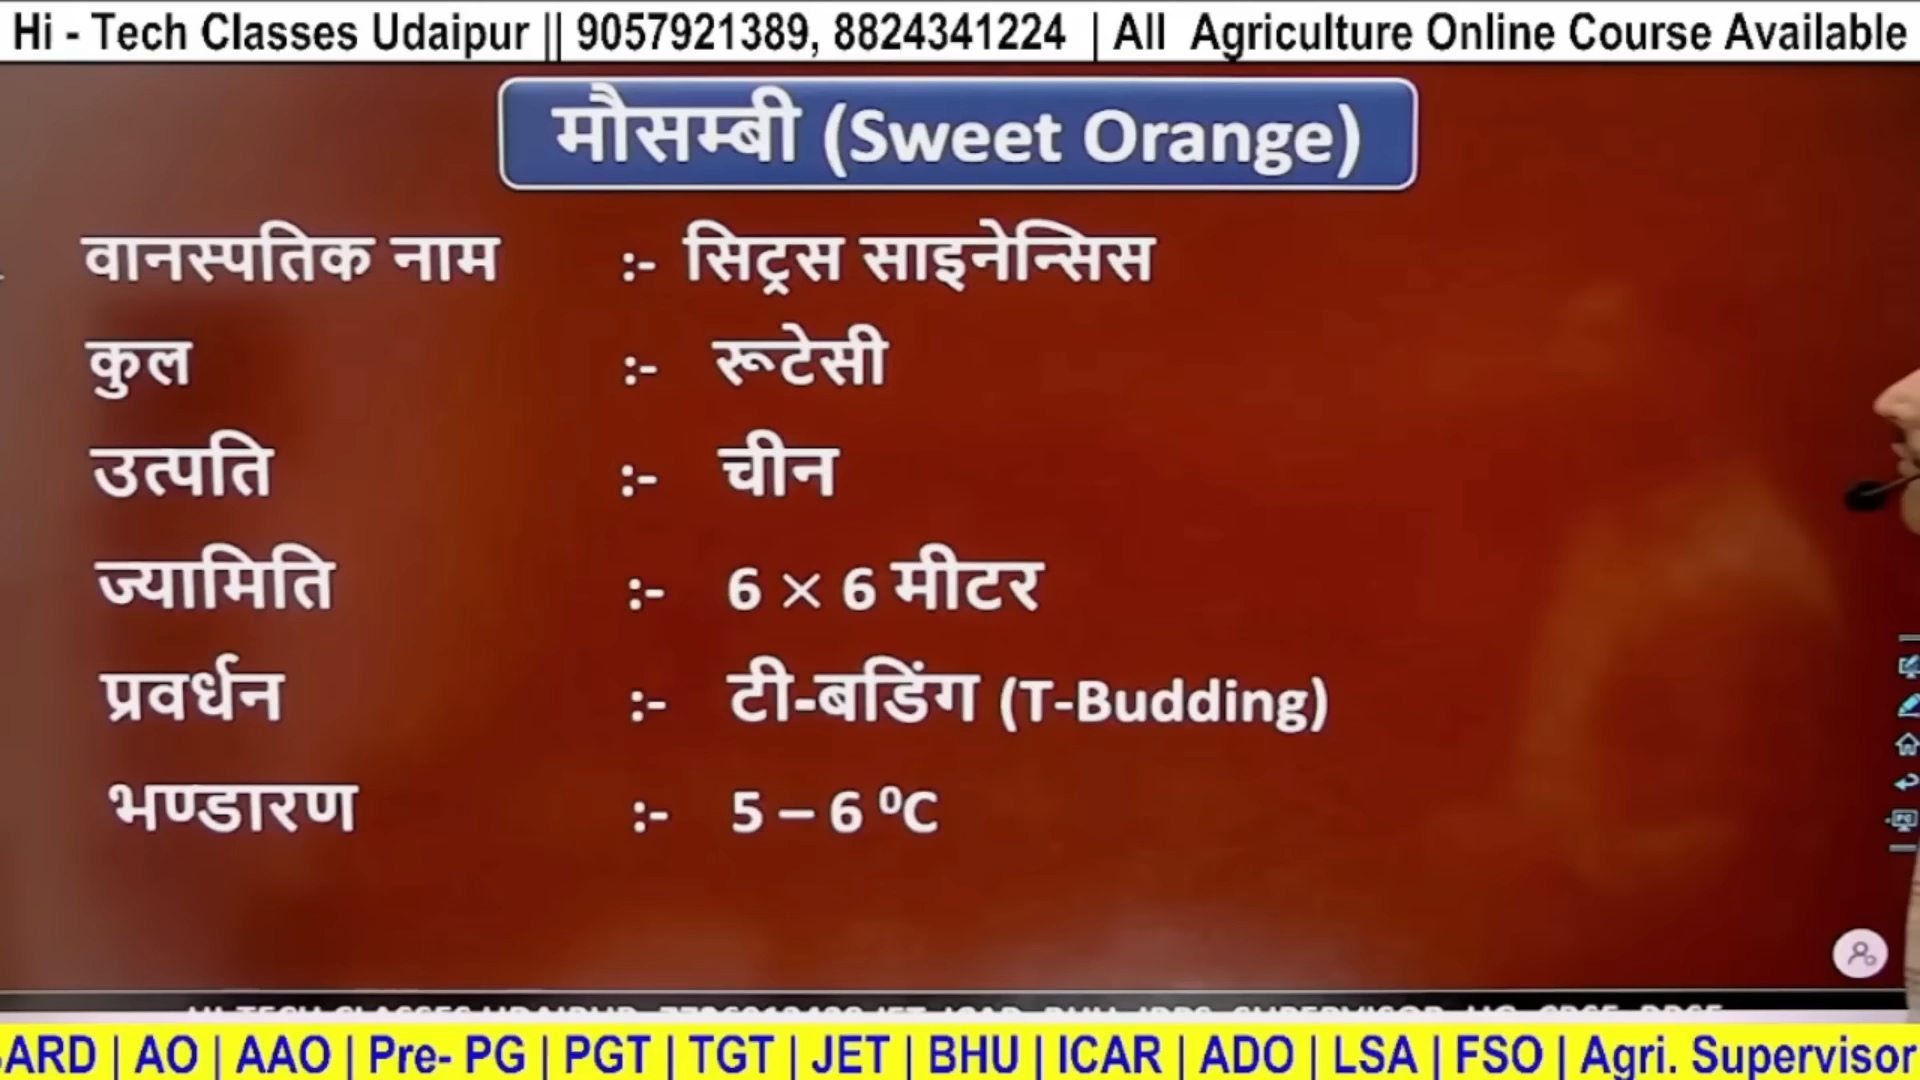 Hi - Tech Classes Udaipur || 9057921389, 8824341224 | All Agriculture Online Course Available
मौसम्बी (Sweet Orange)
वानस्पतिक नाम :- सिट्रस साइनेन्सिस
कुल :- रूटेसी
उत्पति :- चीन
ज्यामिति :- 6 × 6 मीटर
प्रवर्धन :- टी-बडिंग (T-Budding)
भण्डारण :- 5 – 6 ⁰C
ARD | AO | AAO | Pre- PG | PGT | TGT | JET | BHU | ICAR | ADO | LSA | FSO | Agri. Supervisor